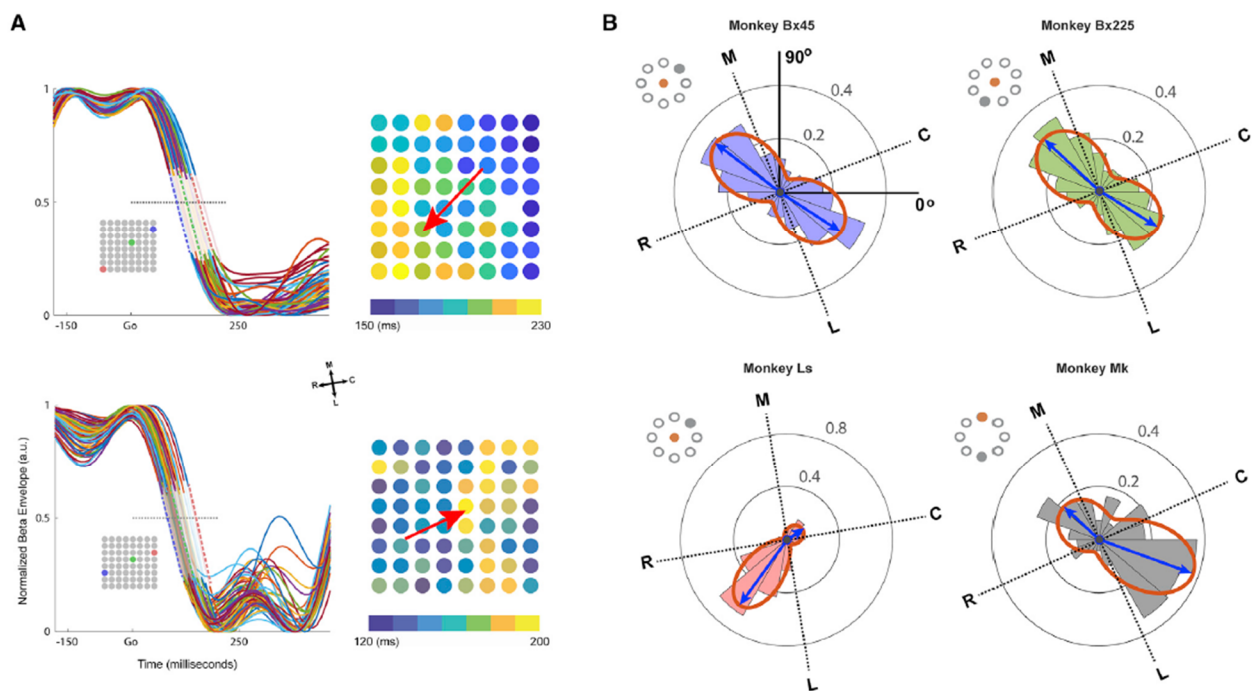 A
1
0.5
0
-150
Go
250
150 (ms)
230
M
R
C
L
Normalized Beta Envelope (a.u.)
1
0.5
0
-150
Go
250
Time (milliseconds)
120 (ms)
200
B
Monkey Bx45
M
90°
0.4
0.2
C
0°
R
L
Monkey Bx225
M
0.4
0.2
C
R
L
Monkey Ls
M
0.8
0.4
C
R
L
Monkey Mk
M
0.4
0.2
C
R
L